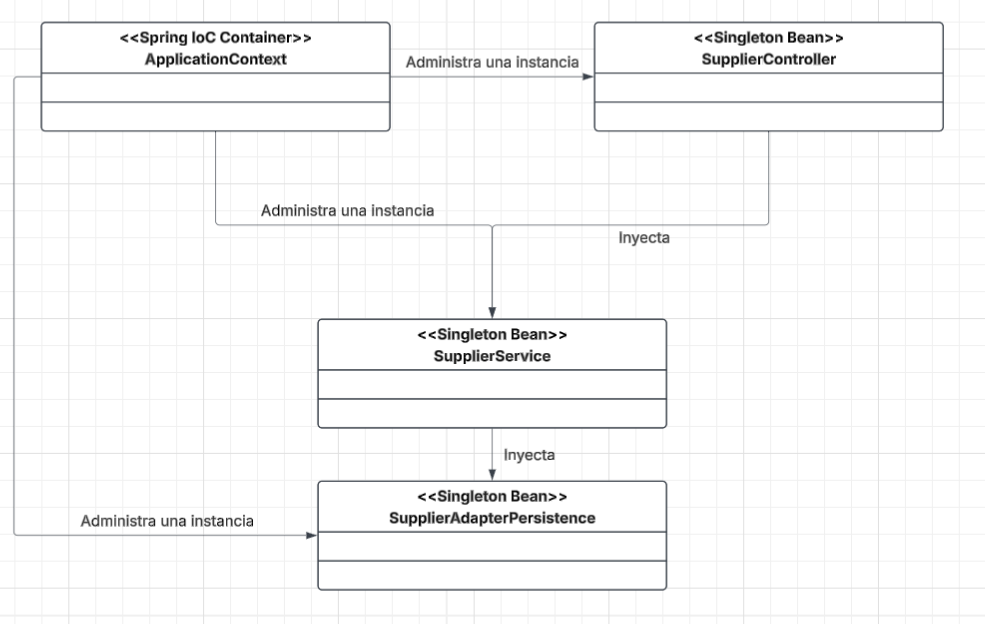 <<Spring IoC Container>>
ApplicationContext
Administra una instancia
<<Singleton Bean>>
SupplierController
Administra una instancia
Inyecta
<<Singleton Bean>>
SupplierService
Inyecta
<<Singleton Bean>>
SupplierAdapterPersistence
Administra una instancia